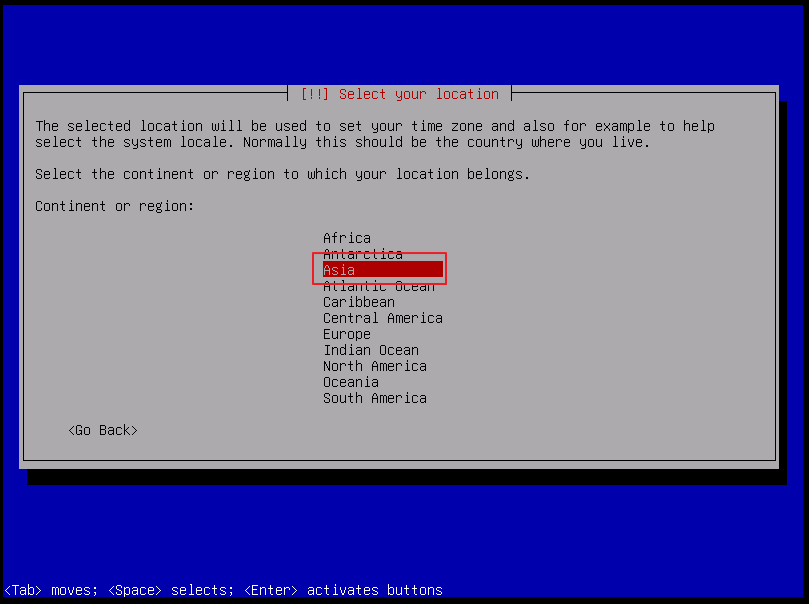 [!!] Select your location
The selected location will be used to set your time zone and also for example to help
select the system locale. Normally this should be the country where you live.
Select the continent or region to which your location belongs.
Continent or region:
Africa
Antarctica
Asia
Atlantic Ocean
Caribbean
Central America
Europe
Indian Ocean
North America
Oceania
South America
<Go Back>
<Tab> moves; <Space> selects; <Enter> activates buttons